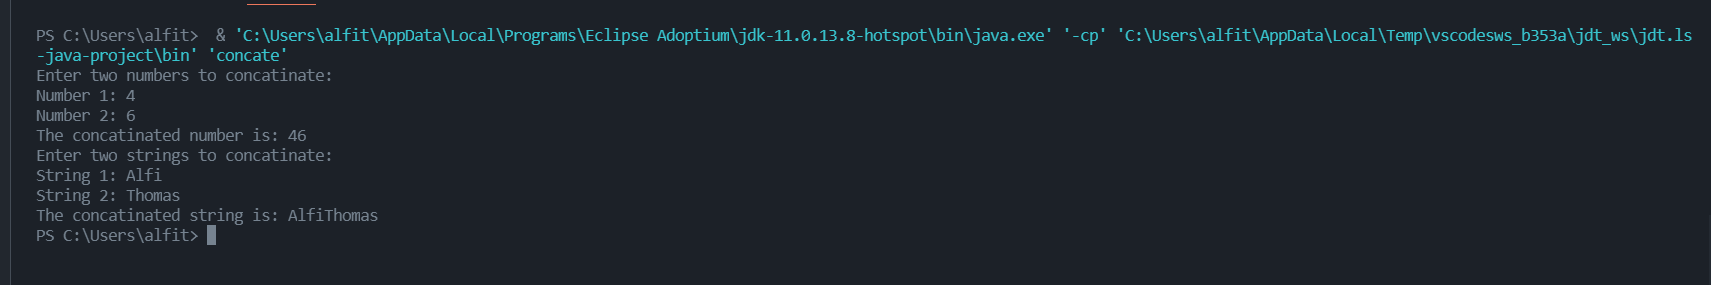 PS C:\Users\alfit>  & 'C:\Users\alfit\AppData\Local\Programs\Eclipse Adoptium\jdk-11.0.13.8-hotspot\bin\java.exe' '-cp' 'C:\Users\alfit\AppData\Local\Temp\vscodesws_b353a\jdt_ws\jdt.ls
-java-project\bin' 'concate'
Enter two numbers to concatinate:
Number 1: 4
Number 2: 6
The concatinated number is: 46
Enter two strings to concatinate:
String 1: Alfi
String 2: Thomas
The concatinated string is: AlfiThomas
PS C:\Users\alfit>